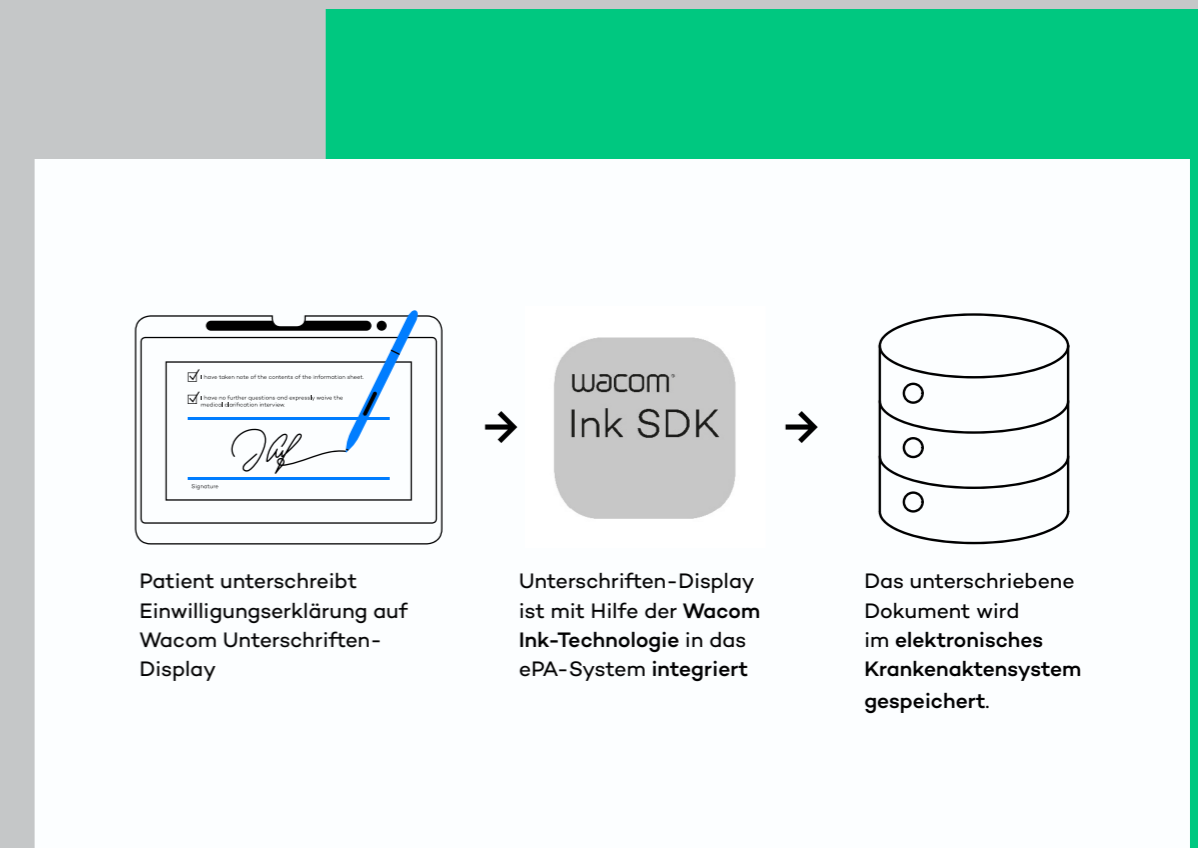 I have taken note of the contents of the information sheet.
I have no further questions and expressly waive the
medical clarification interview.
Signature
wacom®
Ink SDK
Patient unterschreibt
Einwilligungserklärung auf
Wacom Unterschriften-
Display
Unterschriften-Display
ist mit Hilfe der Wacom
Ink-Technologie in das
ePA-System integriert
Das unterschriebene
Dokument wird
im elektronisches
Krankenaktensystem
gespeichert.